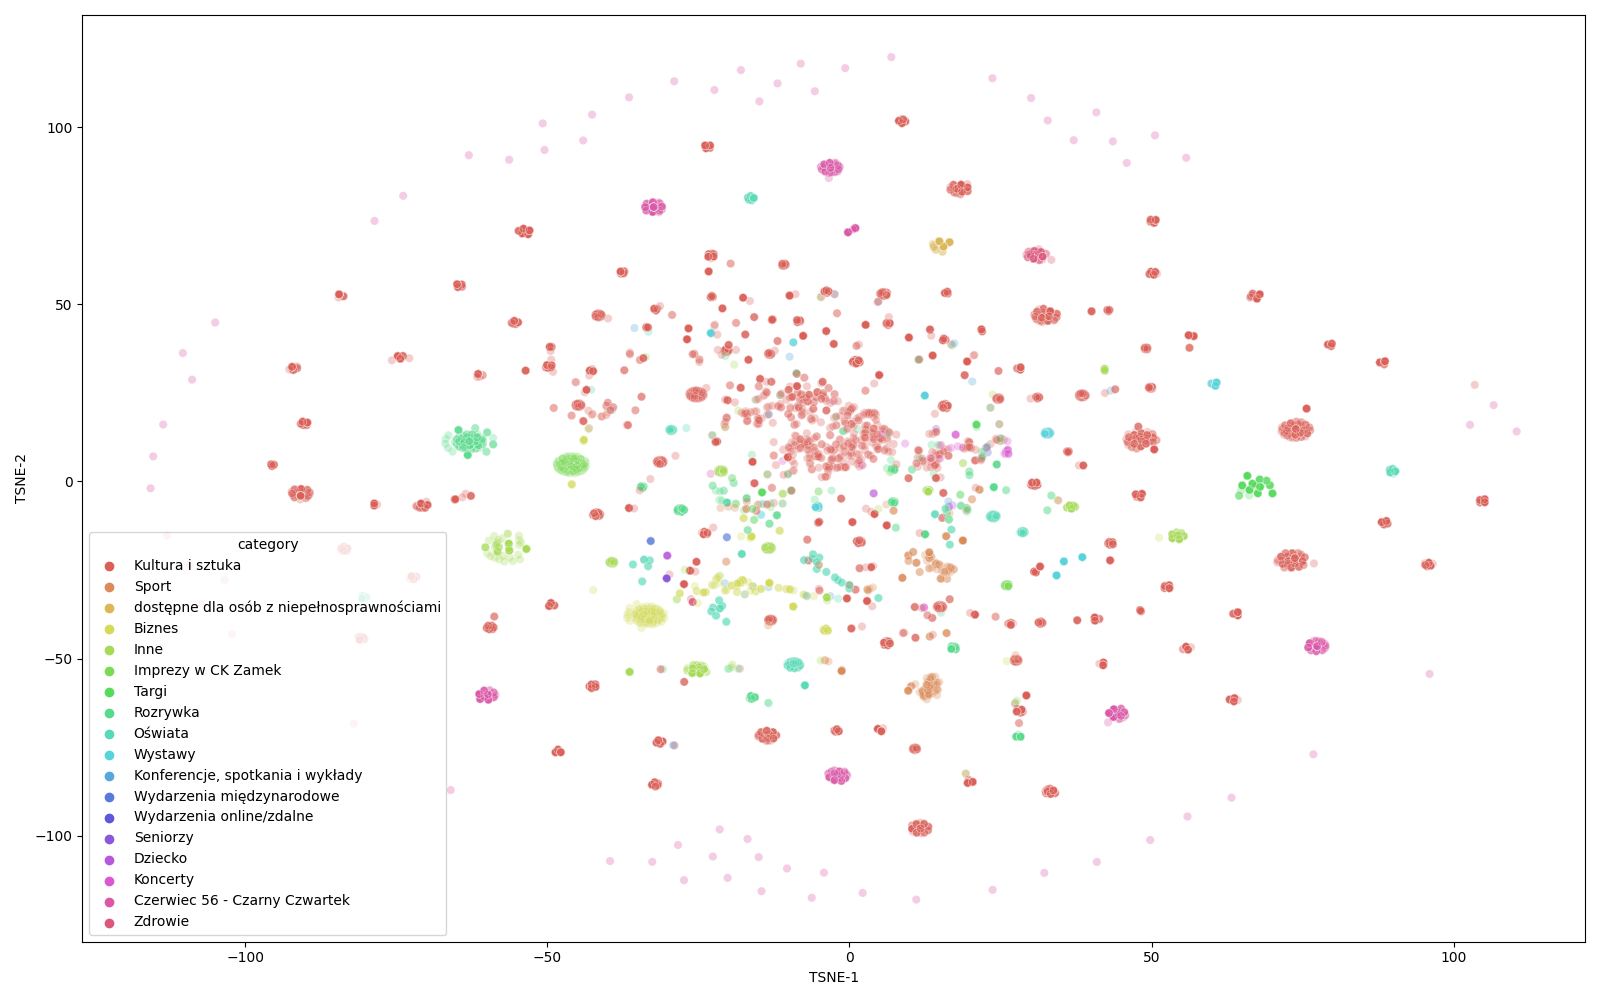 100
50
0
−50
−100
TSNE-2
category
Kultura i sztuka
Sport
dostępne dla osób z niepełnosprawnościami
Biznes
Inne
Imprezy w CK Zamek
Targi
Rozrywka
Oświata
Wystawy
Konferencje, spotkania i wykłady
Wydarzenia międzynarodowe
Wydarzenia online/zdalne
Seniorzy
Dziecko
Koncerty
Czerwiec 56 - Czarny Czwartek
Zdrowie
−100 −50 0 50 100
TSNE-1